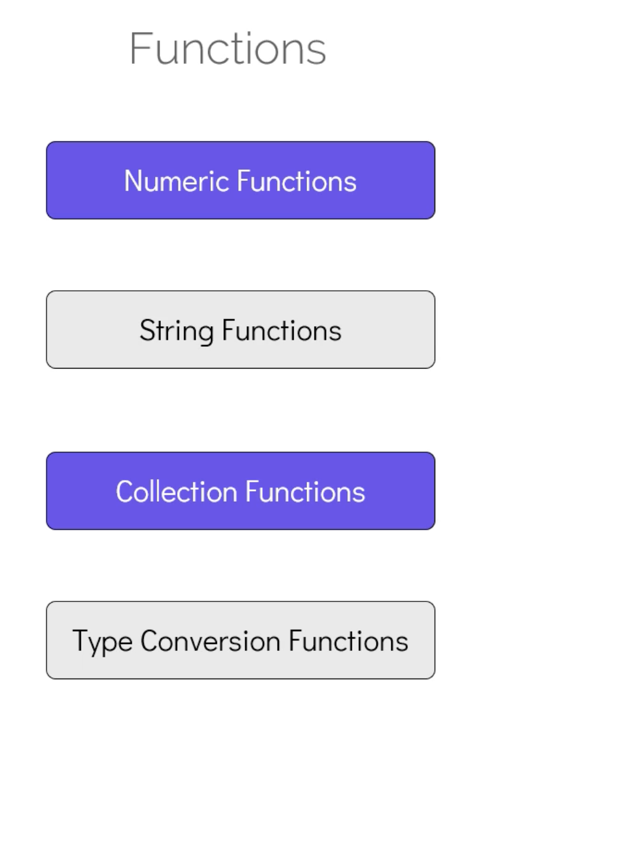 Functions
Numeric Functions
String Functions
Collection Functions
Type Conversion Functions